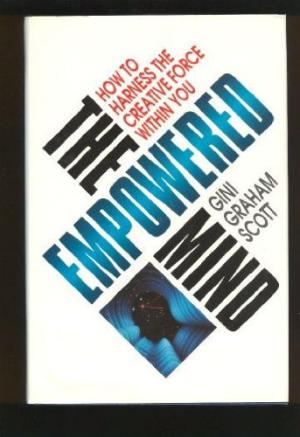 HOW TO
HARNESS THE
CREATIVE FORCE
WITHIN YOU
THE
EMPOWERED
MIND
GINI
GRAHAM
SCOTT